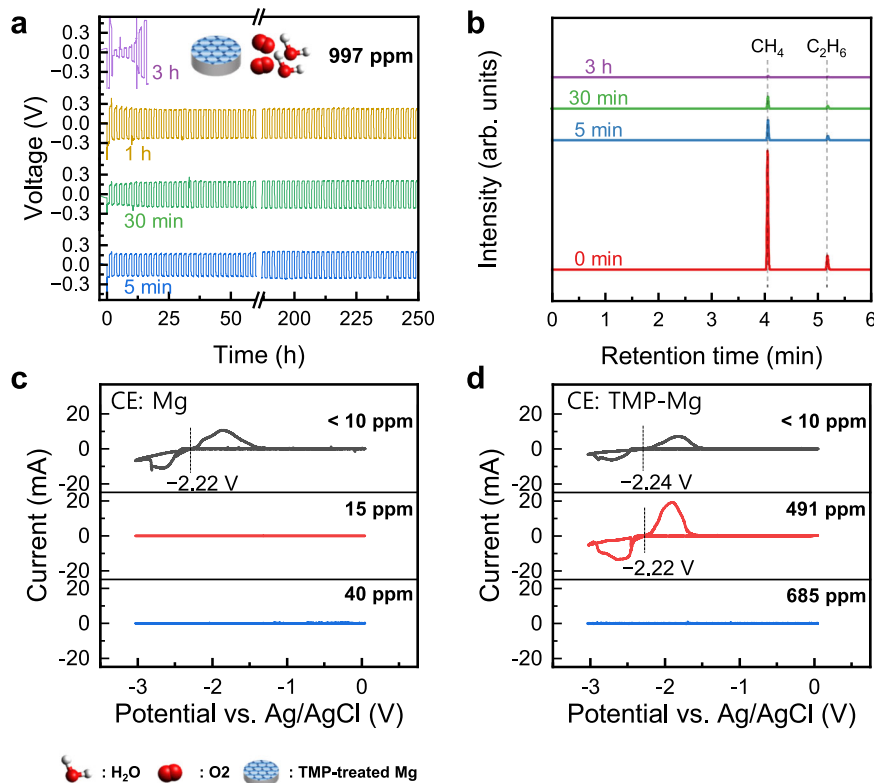 a
997 ppm
0.3
0.0
−0.3
3 h
0.3
0.0
−0.3
1 h
0.3
0.0
−0.3
30 min
0.3
0.0
−0.3
5 min
Voltage (V)
0 25 50 200 225 250
Time (h)
b
CH4 C2H6
3 h
30 min
5 min
0 min
Intensity (arb. units)
0 1 2 3 4 5 6
Retention time (min)
c
CE: Mg
< 10 ppm
20
0
-20
−2.22 V
15 ppm
20
0
-20
40 ppm
20
0
-20
Current (mA)
-3 -2 -1 0
Potential vs. Ag/AgCl (V)
d
CE: TMP-Mg
< 10 ppm
20
0
-20
−2.24 V
491 ppm
20
0
-20
−2.22 V
685 ppm
20
0
-20
Current (mA)
-3 -2 -1 0
Potential vs. Ag/AgCl (V)
: H2O : O2 : TMP-treated Mg